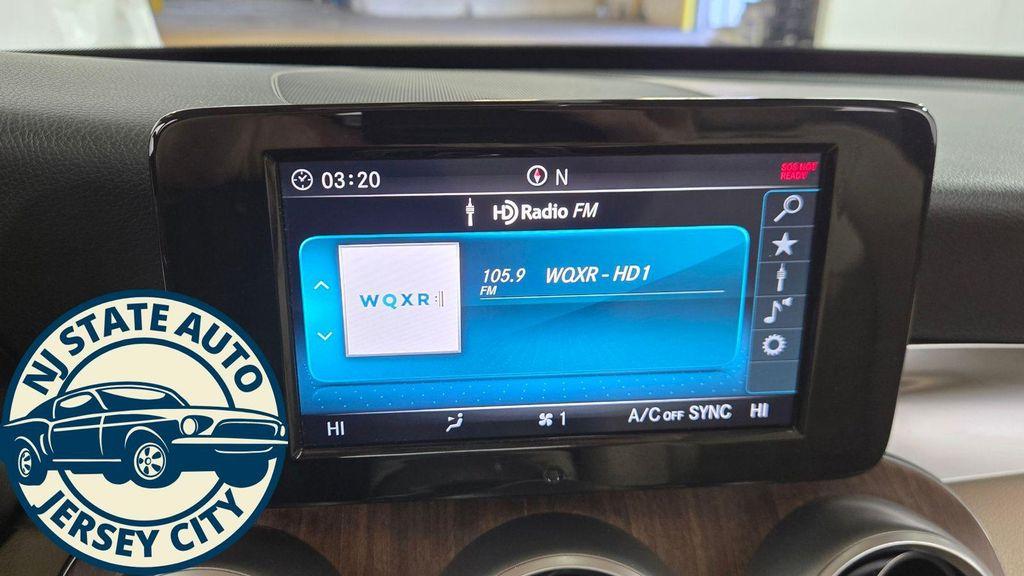 03:20 N SOS NOT
READY
HD Radio FM
WQXR
105.9 WQXR - HD1
FM
HI 1 A/C OFF SYNC HI
NJ STATE AUTO
JERSEY CITY